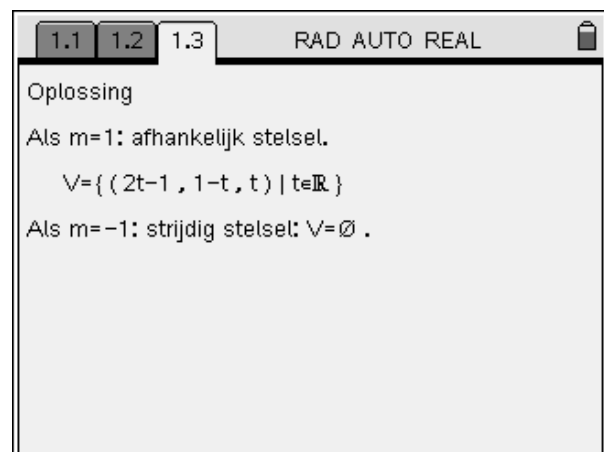 1.1 1.2 1.3 RAD AUTO REAL
Oplossing
Als m=1: afhankelijk stelsel.
V={(2t-1,1-t,t)|t∈ℝ}
Als m=-1: strijdig stelsel: V=∅ .